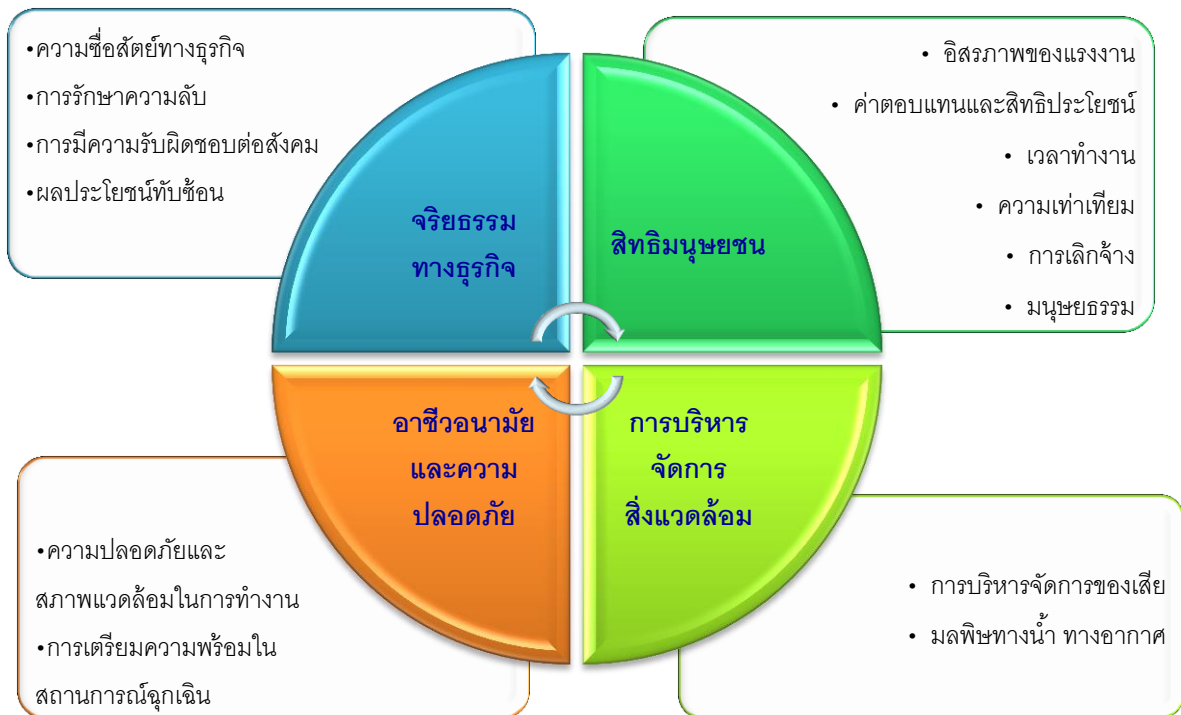 •ความซื่อสัตย์ทางธุรกิจ
•การรักษาความลับ
•การมีความรับผิดชอบต่อสังคม
•ผลประโยชน์ทับซ้อน
จริยธรรม
ทางธุรกิจ
• อิสรภาพของแรงงาน
• ค่าตอบแทนและสิทธิประโยชน์
• เวลาทำงาน
• ความเท่าเทียม
• การเลิกจ้าง
• มนุษยธรรม
สิทธิมนุษยชน
อาชีวอนามัย
และความ
ปลอดภัย
•ความปลอดภัยและ
สภาพแวดล้อมในการทำงาน
•การเตรียมความพร้อมใน
สถานการณ์ฉุกเฉิน
การบริหาร
จัดการ
สิ่งแวดล้อม
• การบริหารจัดการของเสีย
• มลพิษทางน้ำ ทางอากาศ